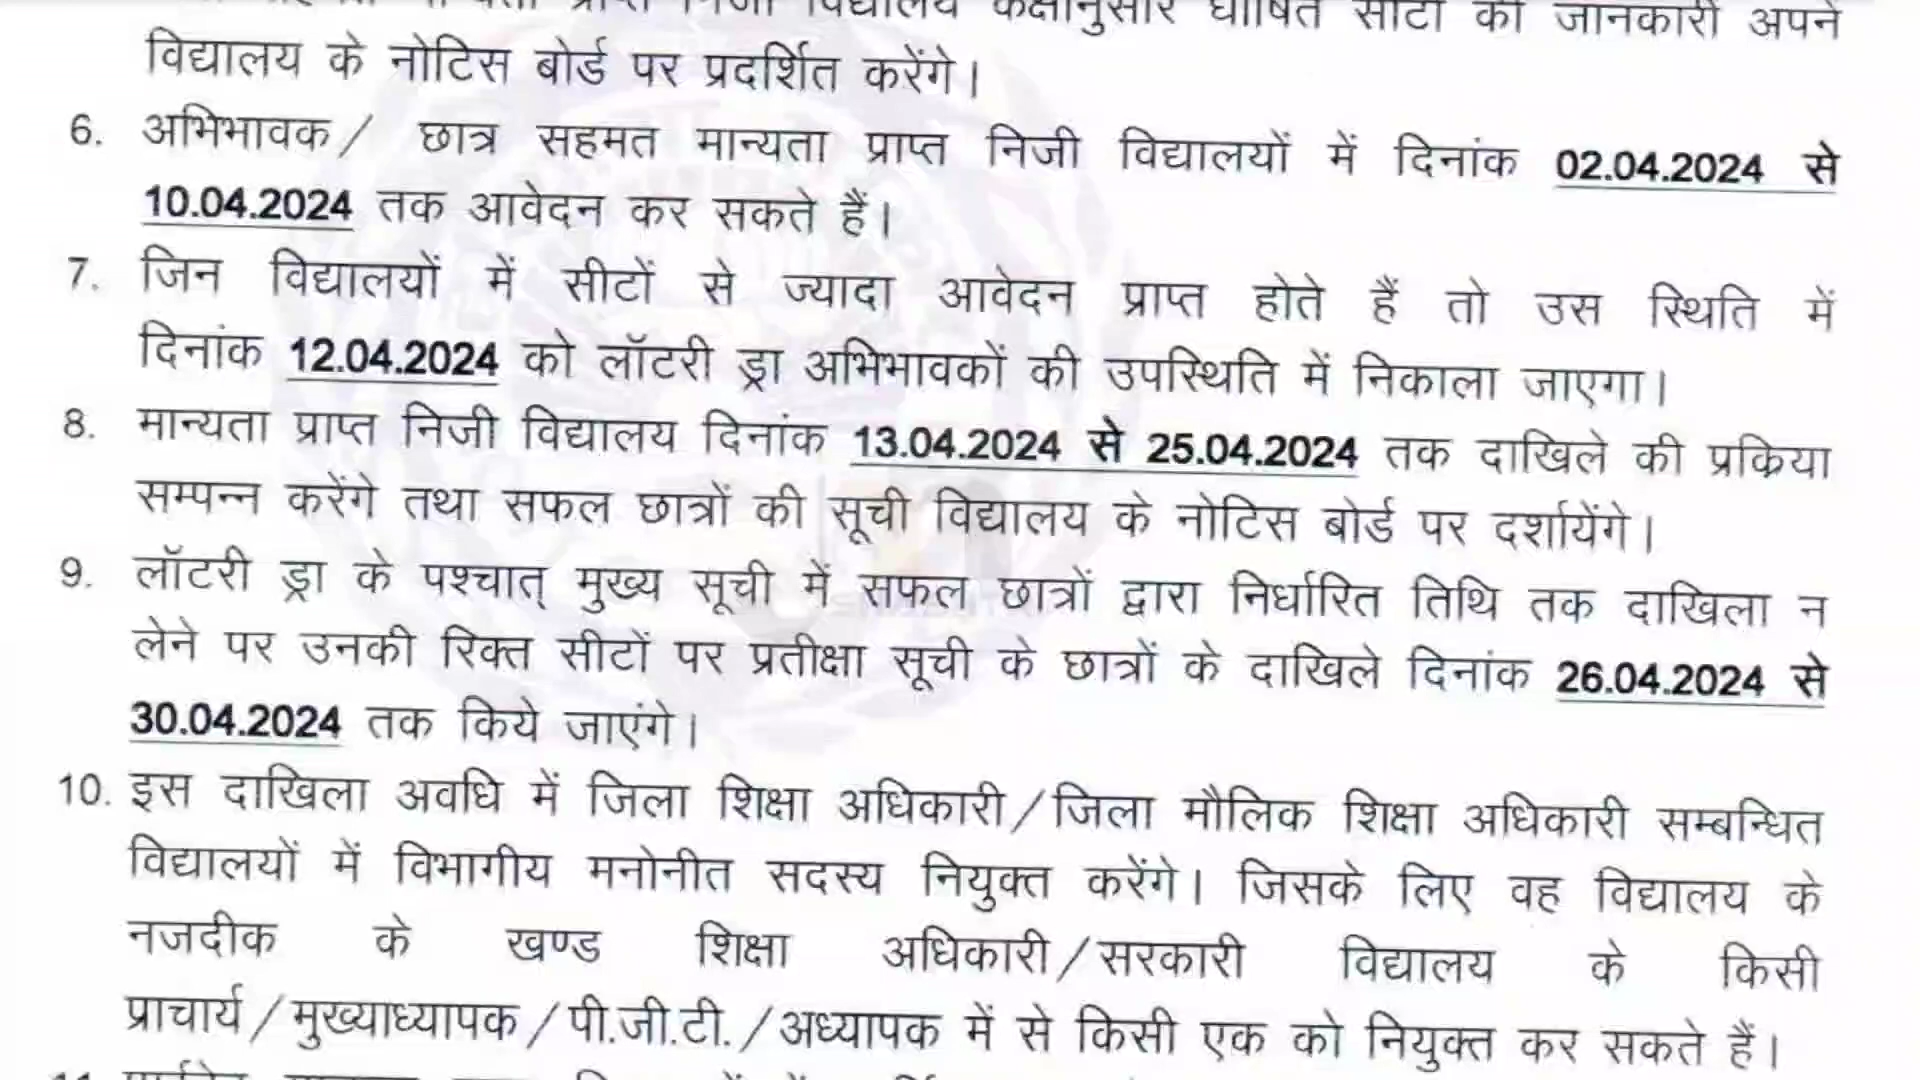 विद्यालय कक्षानुसार घोषित सीटों की जानकारी अपने
विद्यालय के नोटिस बोर्ड पर प्रदर्शित करेंगे।
6. अभिभावक/ छात्र सहमत मान्यता प्राप्त निजी विद्यालयों में दिनांक 02.04.2024 से
10.04.2024 तक आवेदन कर सकते हैं।
7. जिन विद्यालयों में सीटों से ज्यादा आवेदन प्राप्त होते हैं तो उस स्थिति में
दिनांक 12.04.2024 को लॉटरी ड्रा अभिभावकों की उपस्थिति में निकाला जाएगा।
8. मान्यता प्राप्त निजी विद्यालय दिनांक 13.04.2024 से 25.04.2024 तक दाखिले की प्रक्रिया
सम्पन्न करेंगे तथा सफल छात्रों की सूची विद्यालय के नोटिस बोर्ड पर दर्शायेंगे।
9. लॉटरी ड्रा के पश्चात् मुख्य सूची में सफल छात्रों द्वारा निर्धारित तिथि तक दाखिला न
लेने पर उनकी रिक्त सीटों पर प्रतीक्षा सूची के छात्रों के दाखिले दिनांक 26.04.2024 से
30.04.2024 तक किये जाएंगे।
10. इस दाखिला अवधि में जिला शिक्षा अधिकारी/जिला मौलिक शिक्षा अधिकारी सम्बन्धित
विद्यालयों में विभागीय मनोनीत सदस्य नियुक्त करेंगे। जिसके लिए वह विद्यालय के
नजदीक के खण्ड शिक्षा अधिकारी/सरकारी विद्यालय के किसी
प्राचार्य/मुख्याध्यापक/पी.जी.टी./अध्यापक में से किसी एक को नियुक्त कर सकते हैं।